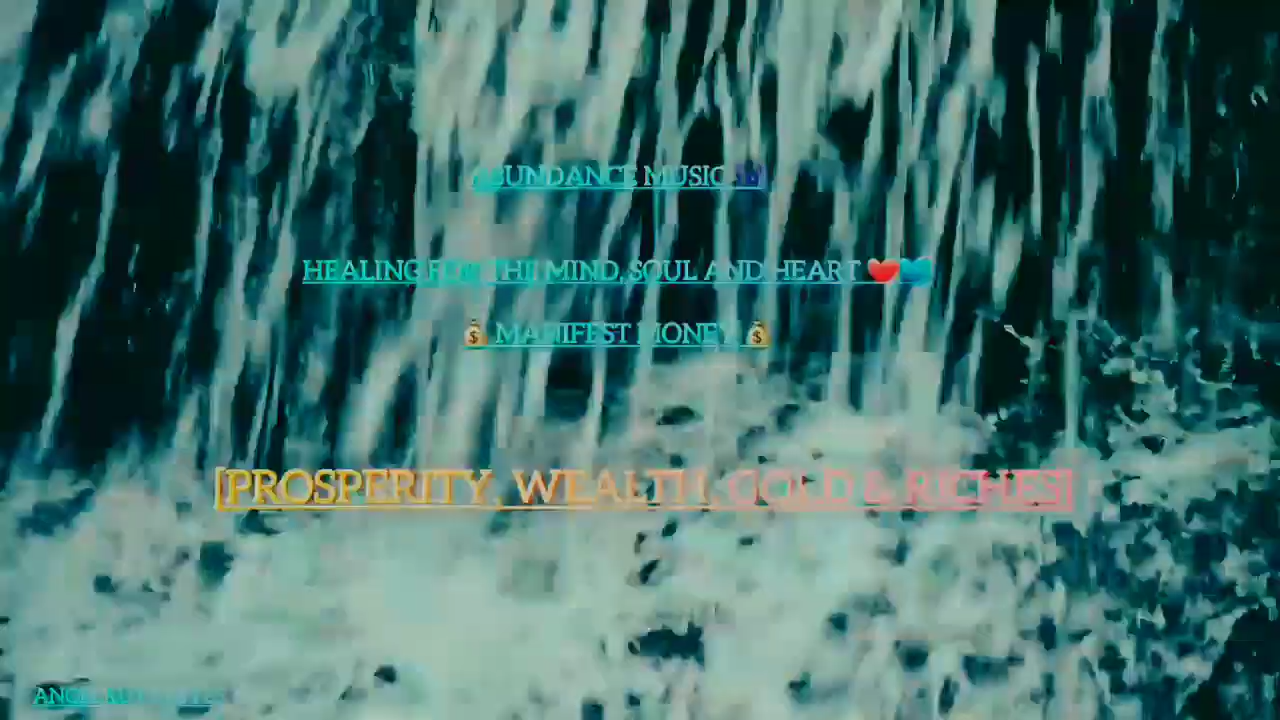 ABUNDANCE MUSIC
HEALING FOR THE MIND, SOUL AND HEART ❤️💙
💰 MANIFEST MONEY 💰
[PROSPERITY, WEALTH, GOLD & RICHES]